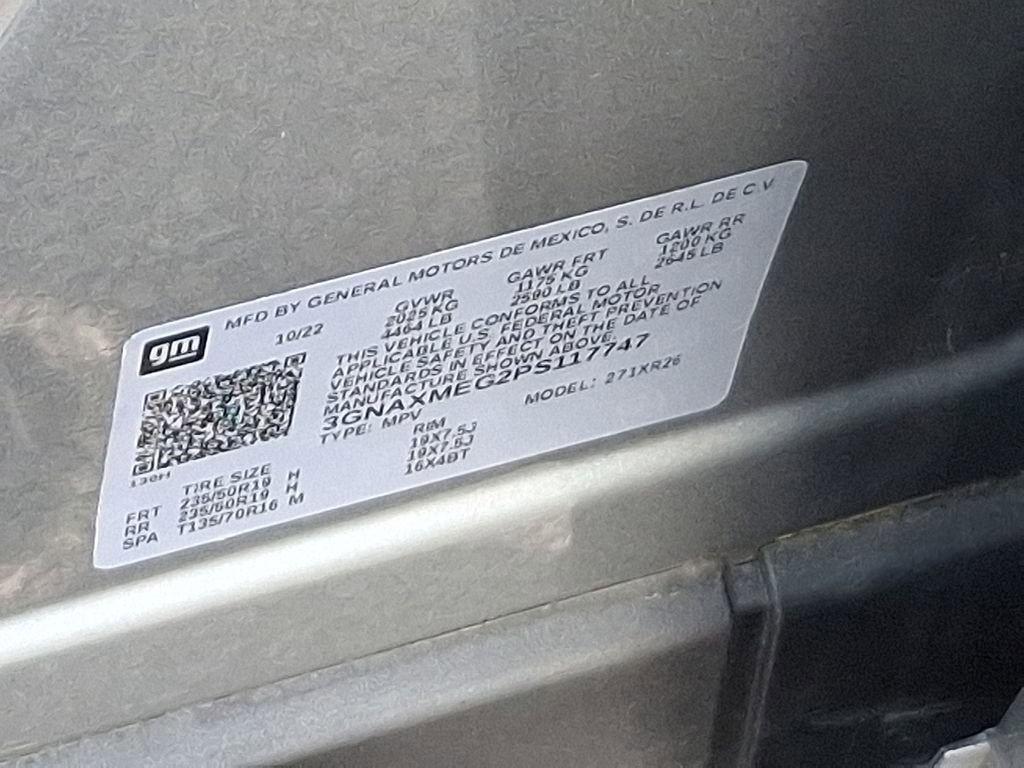 gm
MFD BY GENERAL MOTORS DE MEXICO, S. DE R.L. DE C.V
10/22
GVWR GAWR FRT GAWR RR
2025 KG 1175 KG 1200 KG
4464 LB 2590 LB 2645 LB
THIS VEHICLE CONFORMS TO ALL
APPLICABLE U.S. FEDERAL MOTOR
VEHICLE SAFETY AND THEFT PREVENTION
STANDARDS IN EFFECT ON THE DATE OF
MANUFACTURE SHOWN ABOVE.
3GNAXMEG2PS117747
TYPE: MPV MODEL: 271XR26
TIRE SIZE RIM
FRT 235/50R19 H 19X7.5J
RR 235/50R19 H 19X7.5J
SPA T135/70R16 M 16X4BT